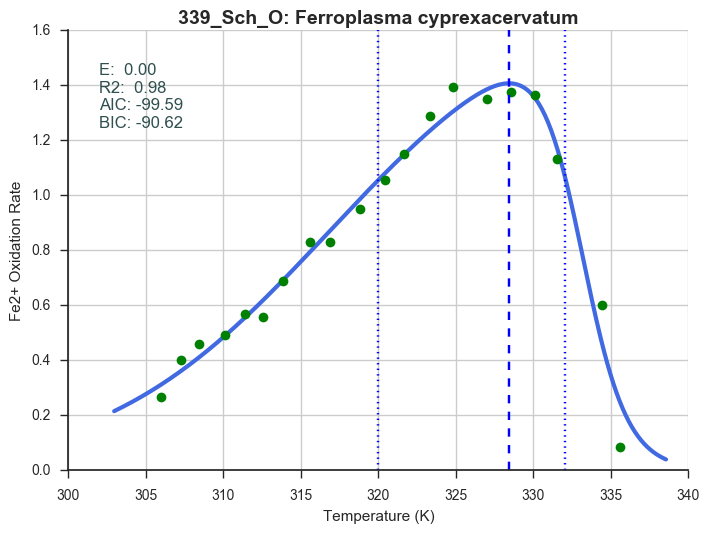 339_Sch_O: Ferroplasma cyprexacervatum
E:  0.00
R2:  0.98
AIC: -99.59
BIC: -90.62
Fe2+ Oxidation Rate
1.6
1.4
1.2
1.0
0.8
0.6
0.4
0.2
0.0
300 305 310 315 320 325 330 335 340
Temperature (K)